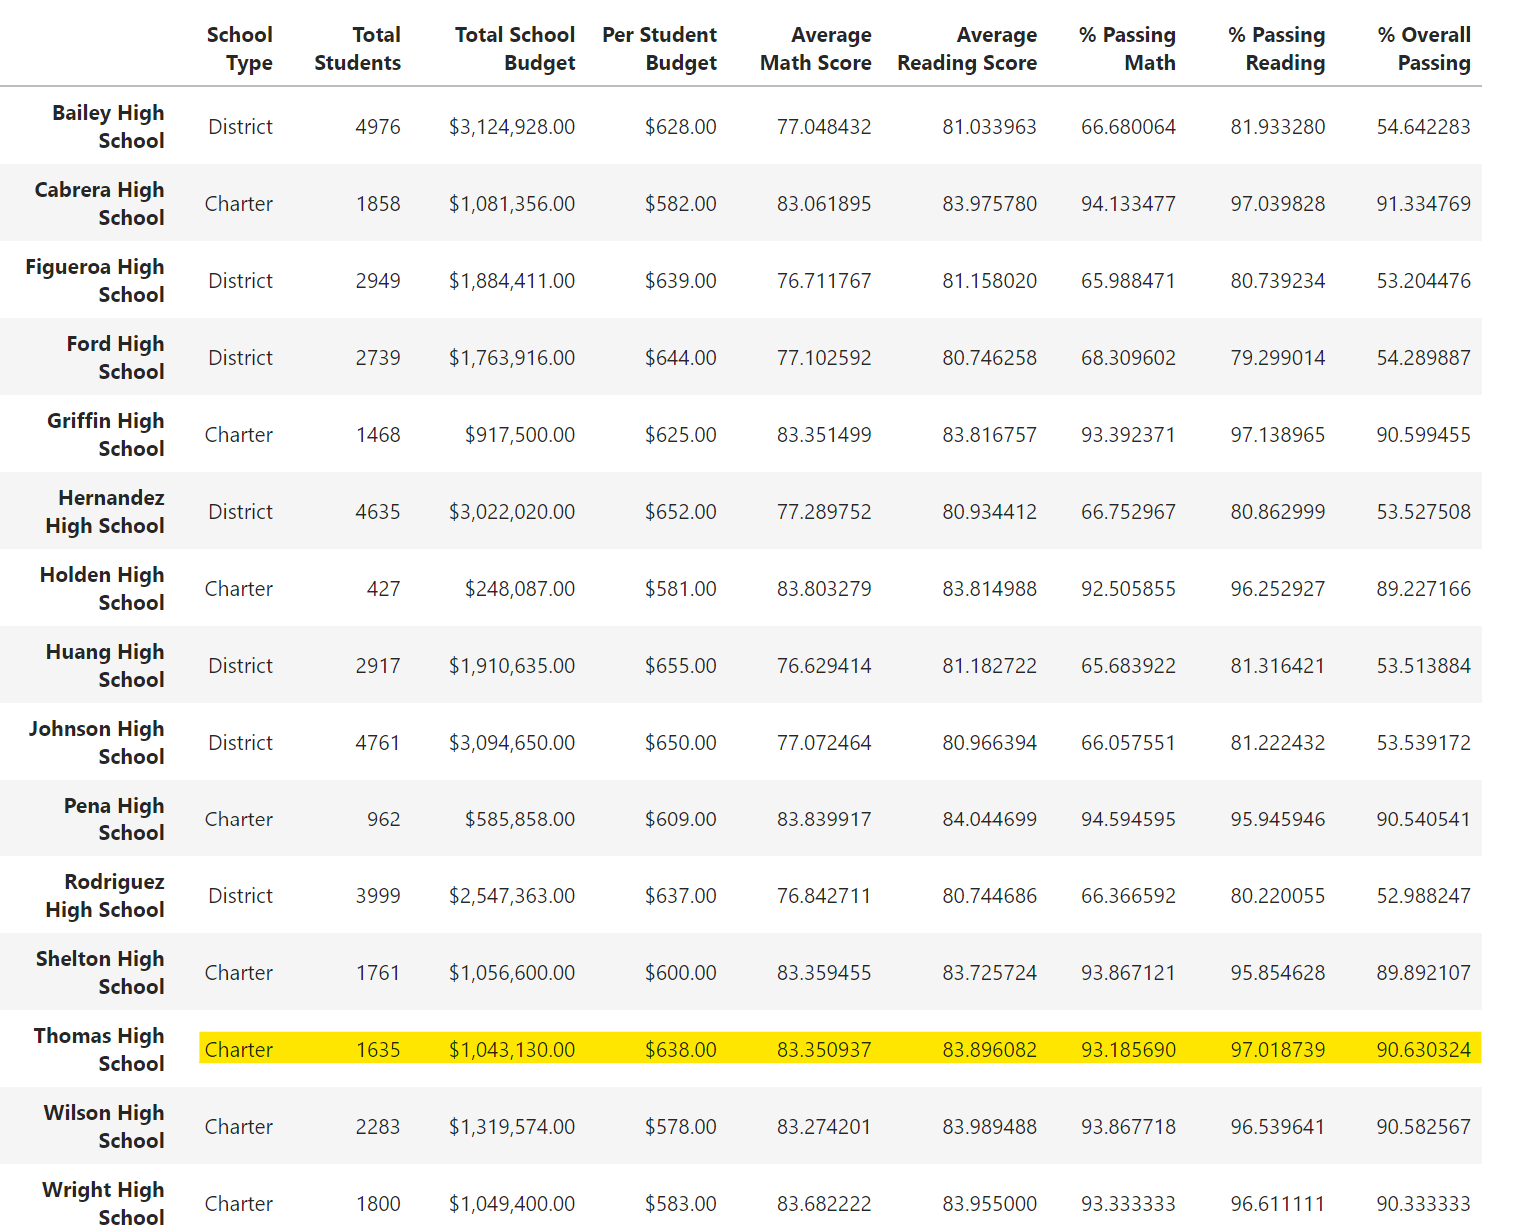 School Type Total Students Total School Budget Per Student Budget Average Math Score Average Reading Score % Passing Math % Passing Reading % Overall Passing
Bailey High School District 4976 $3,124,928.00 $628.00 77.048432 81.033963 66.680064 81.933280 54.642283
Cabrera High School Charter 1858 $1,081,356.00 $582.00 83.061895 83.975780 94.133477 97.039828 91.334769
Figueroa High School District 2949 $1,884,411.00 $639.00 76.711767 81.158020 65.988471 80.739234 53.204476
Ford High School District 2739 $1,763,916.00 $644.00 77.102592 80.746258 68.309602 79.299014 54.289887
Griffin High School Charter 1468 $917,500.00 $625.00 83.351499 83.816757 93.392371 97.138965 90.599455
Hernandez High School District 4635 $3,022,020.00 $652.00 77.289752 80.934412 66.752967 80.862999 53.527508
Holden High School Charter 427 $248,087.00 $581.00 83.803279 83.814988 92.505855 96.252927 89.227166
Huang High School District 2917 $1,910,635.00 $655.00 76.629414 81.182722 65.683922 81.316421 53.513884
Johnson High School District 4761 $3,094,650.00 $650.00 77.072464 80.966394 66.057551 81.222432 53.539172
Pena High School Charter 962 $585,858.00 $609.00 83.839917 84.044699 94.594595 95.945946 90.540541
Rodriguez High School District 3999 $2,547,363.00 $637.00 76.842711 80.744686 66.366592 80.220055 52.988247
Shelton High School Charter 1761 $1,056,600.00 $600.00 83.359455 83.725724 93.867121 95.854628 89.892107
Thomas High School Charter 1635 $1,043,130.00 $638.00 83.350937 83.896082 93.185690 97.018739 90.630324
Wilson High School Charter 2283 $1,319,574.00 $578.00 83.274201 83.989488 93.867718 96.539641 90.582567
Wright High School Charter 1800 $1,049,400.00 $583.00 83.682222 83.955000 93.333333 96.611111 90.333333